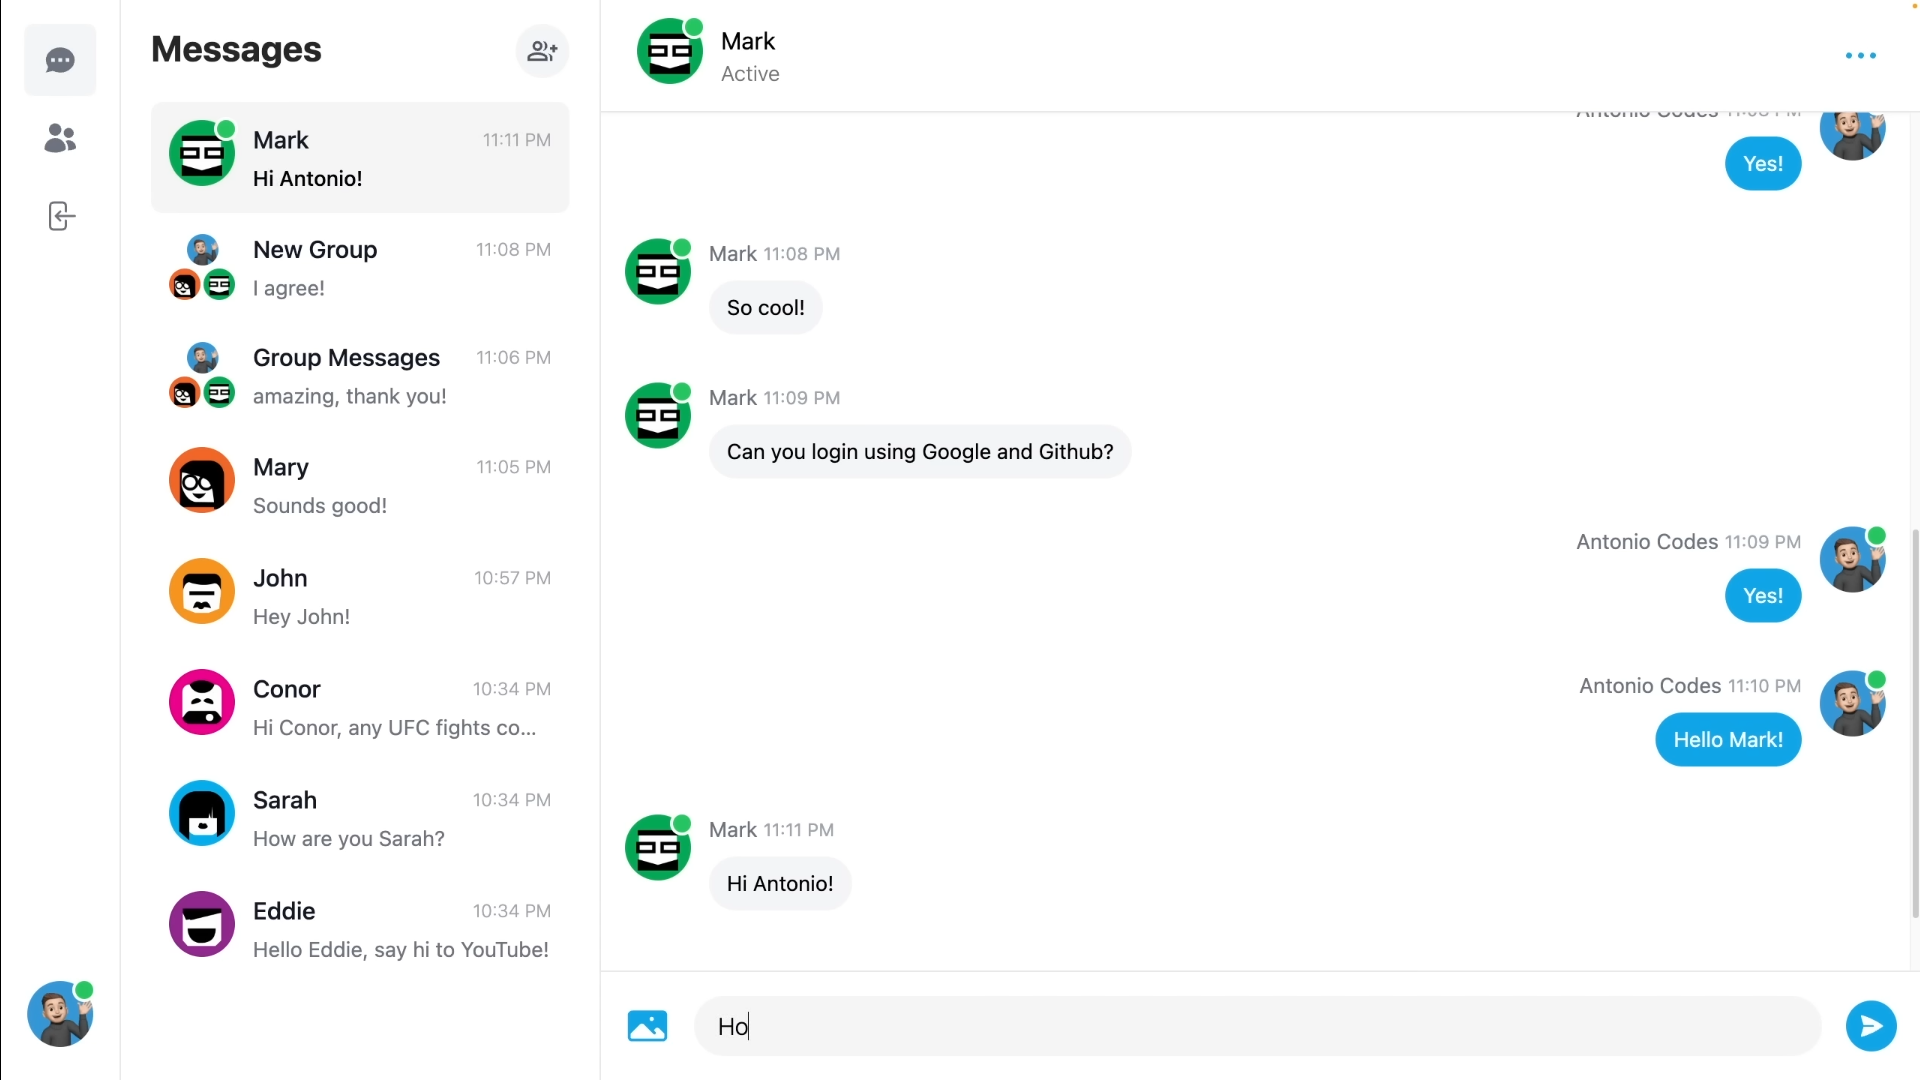 Messages
Mark 11:11 PM
Hi Antonio!
New Group 11:08 PM
I agree!
Group Messages 11:06 PM
amazing, thank you!
Mary 11:05 PM
Sounds good!
John 10:57 PM
Hey John!
Conor 10:34 PM
Hi Conor, any UFC fights co...
Sarah 10:34 PM
How are you Sarah?
Eddie 10:34 PM
Hello Eddie, say hi to YouTube!
Mark
Active
Antonio Codes 11:08 PM
Yes!
Mark 11:08 PM
So cool!
Mark 11:09 PM
Can you login using Google and Github?
Antonio Codes 11:09 PM
Yes!
Antonio Codes 11:10 PM
Hello Mark!
Mark 11:11 PM
Hi Antonio!
Ho